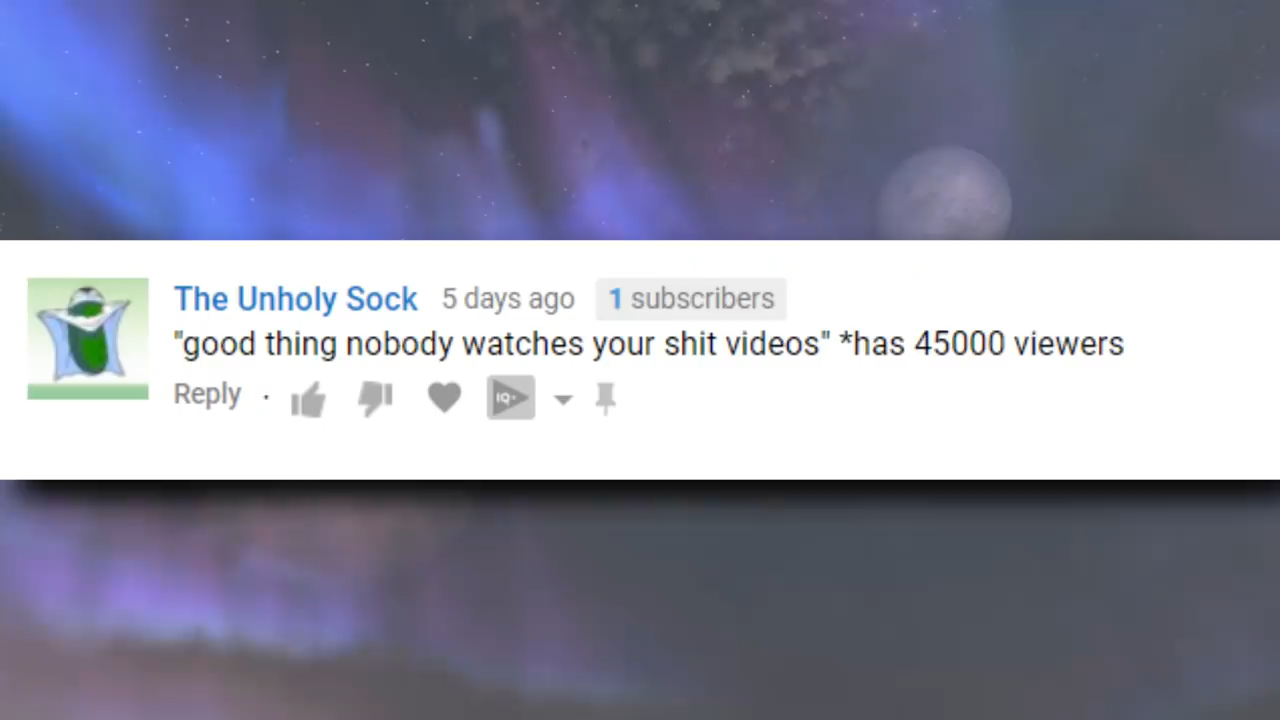 The Unholy Sock 5 days ago 1 subscribers
"good thing nobody watches your shit videos" *has 45000 viewers
Reply · IQ+